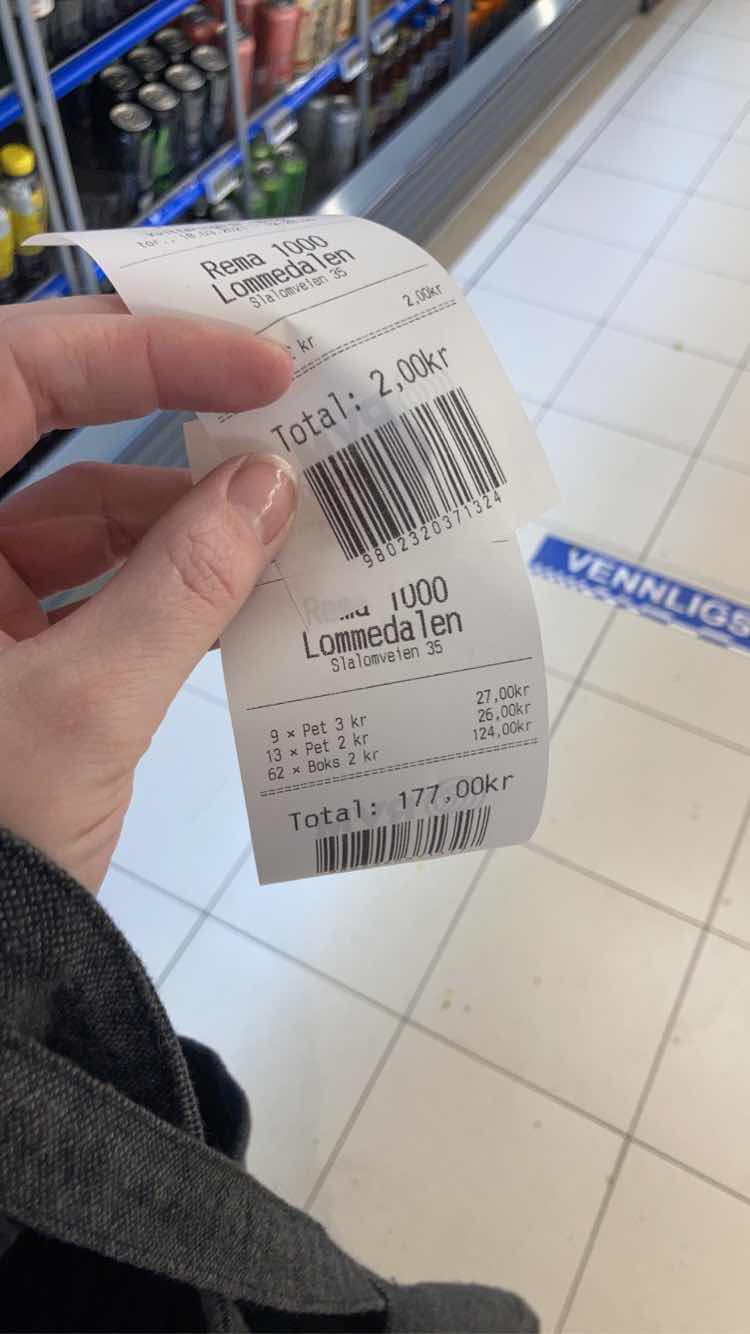 Rema 1000
Lommedalen
Slalomveien 35
kr 2,00kr
Total: 2,00kr
9802320371324
1000
Lommedalen
Slalomveien 35
9 × Pet 3 kr 27,00kr
13 × Pet 2 kr 26,00kr
62 × Boks 2 kr 124,00kr
Total: 177,00kr
VENNLIGS